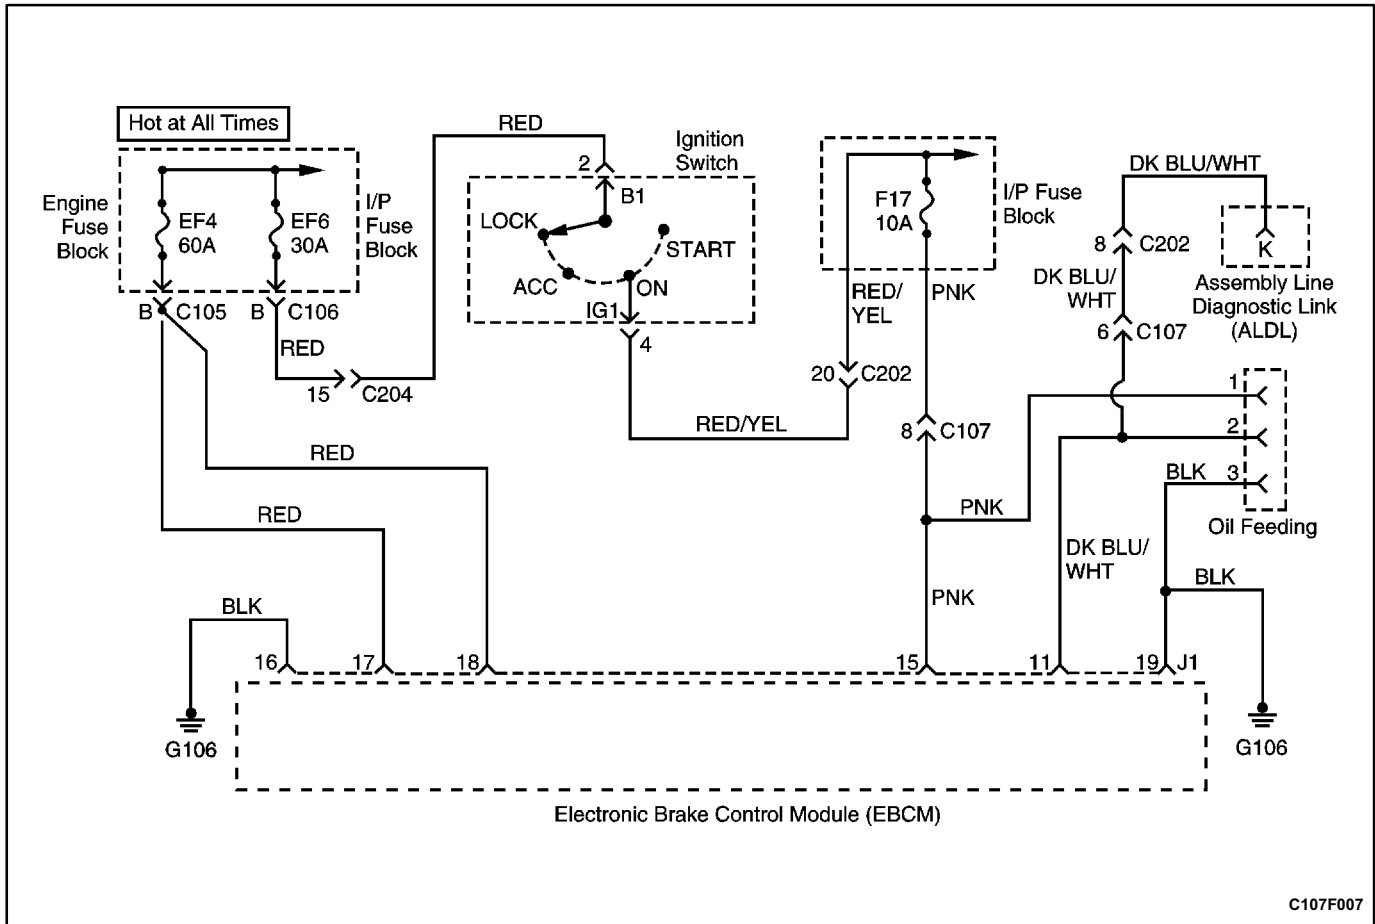 Hot at All Times
Engine
Fuse
Block
EF4
60A
EF6
30A
I/P
Fuse
Block
B
C105
B
C106
RED
15
C204
RED
2
Ignition
Switch
B1
LOCK
ACC
ON
START
IG1
4
RED/YEL
F17
10A
I/P Fuse
Block
RED/
YEL
PNK
20
C202
8
C107
DK BLU/WHT
8
C202
K
DK BLU/
WHT
Assembly Line
Diagnostic Link
(ALDL)
6
C107
1
2
BLK
3
Oil Feeding
RED
RED
PNK
DK BLU/
WHT
PNK
BLK
BLK
16
17
18
15
11
19
J1
G106
G106
Electronic Brake Control Module (EBCM)
C107F007